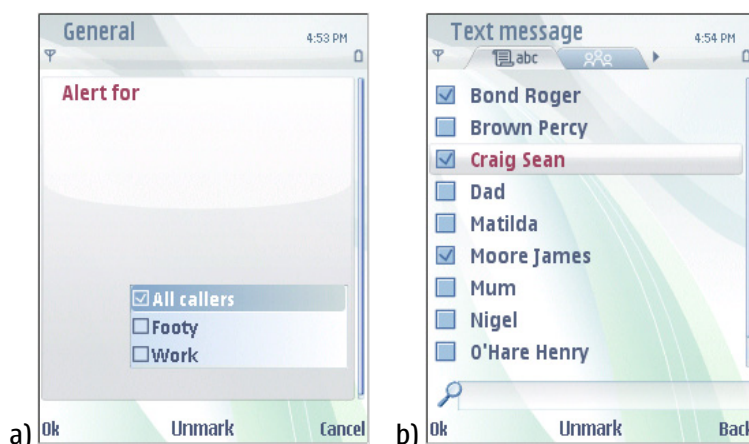 General
4:53 PM
Alert for
All callers
Footy
Work
a)
Ok
Unmark
Cancel
Text message
4:54 PM
abc
Bond Roger
Brown Percy
Craig Sean
Dad
Matilda
Moore James
Mum
Nigel
O'Hare Henry
b)
Ok
Unmark
Back